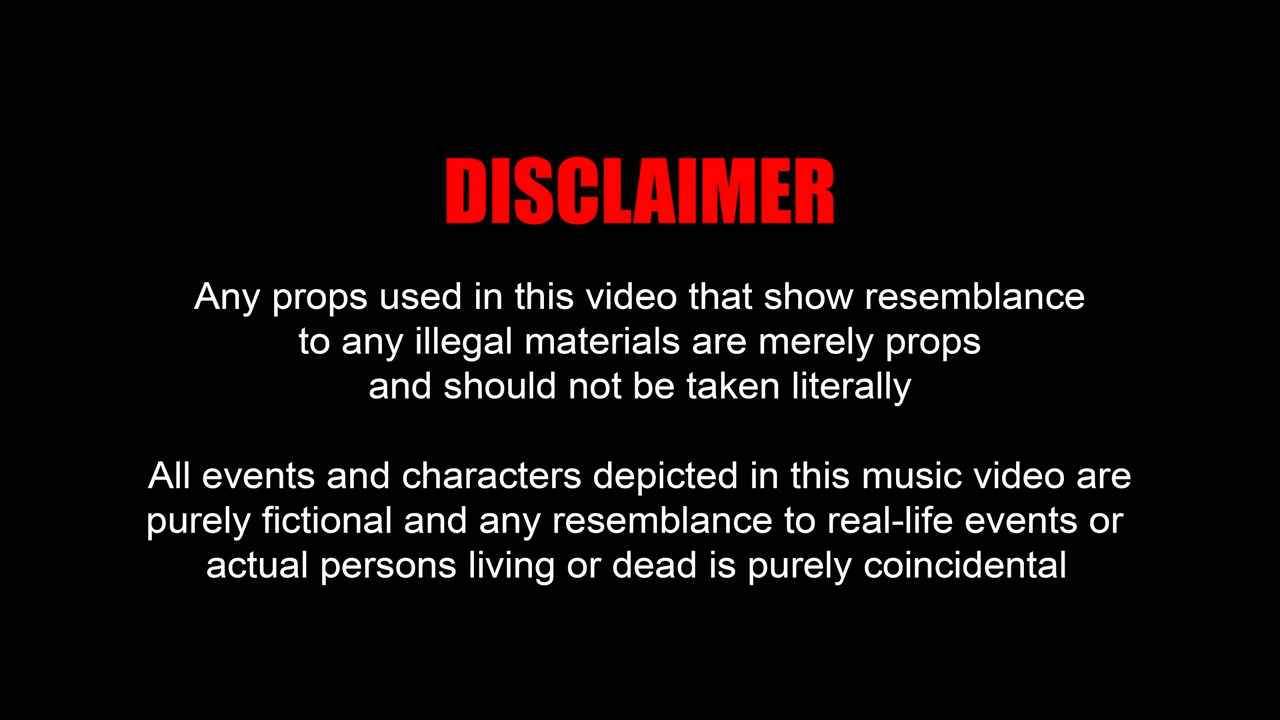 DISCLAIMER
Any props used in this video that show resemblance
to any illegal materials are merely props
and should not be taken literally
All events and characters depicted in this music video are
purely fictional and any resemblance to real-life events or
actual persons living or dead is purely coincidental